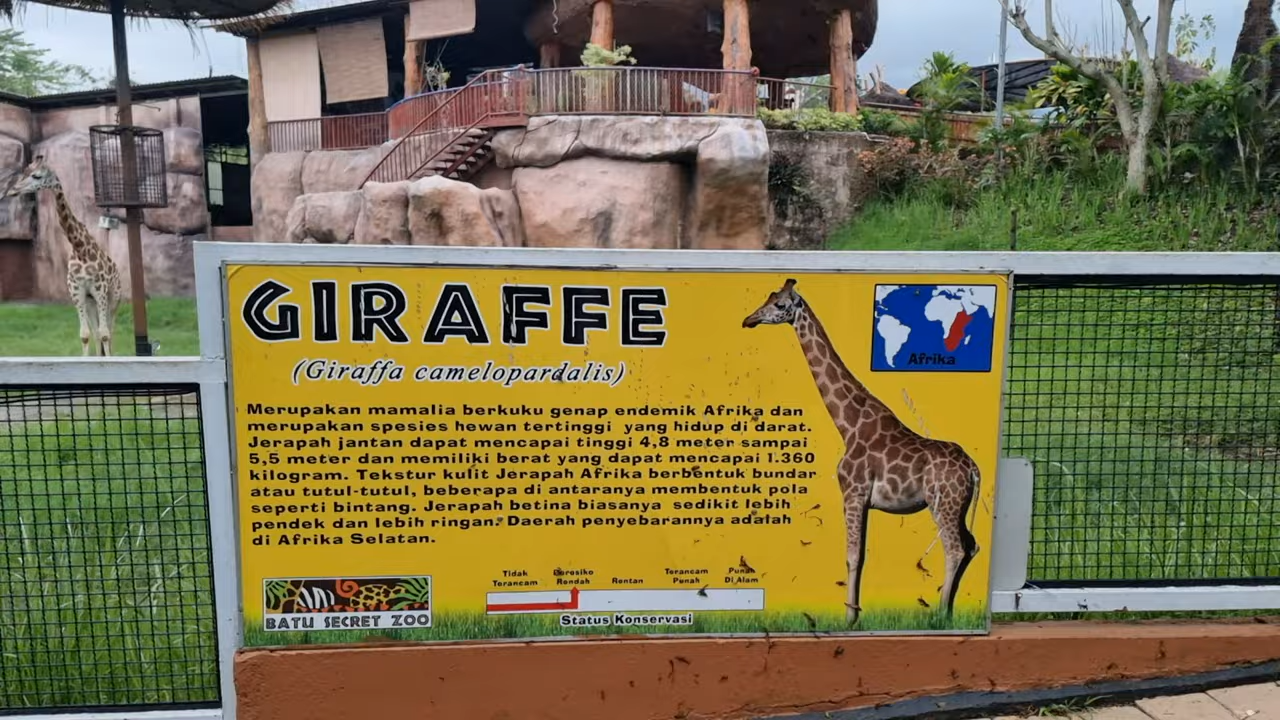 GIRAFFE
(Giraffa camelopardalis)
Afrika
Merupakan mamalia berkuku genap endemik Afrika dan
merupakan spesies hewan tertinggi yang hidup di darat.
Jerapah jantan dapat mencapai tinggi 4,8 meter sampai
5,5 meter dan memiliki berat yang dapat mencapai 1.360
kilogram. Tekstur kulit Jerapah Afrika berbentuk bundar
atau tutul-tutul, beberapa di antaranya membentuk pola
seperti bintang. Jerapah betina biasanya sedikit lebih
pendek dan lebih ringan. Daerah penyebarannya adalah
di Afrika Selatan.
Tidak Terancam
Beresiko Rendah
Rentan
Terancam Punah
Punah Di Alam
Status Konservasi
BATU SECRET ZOO